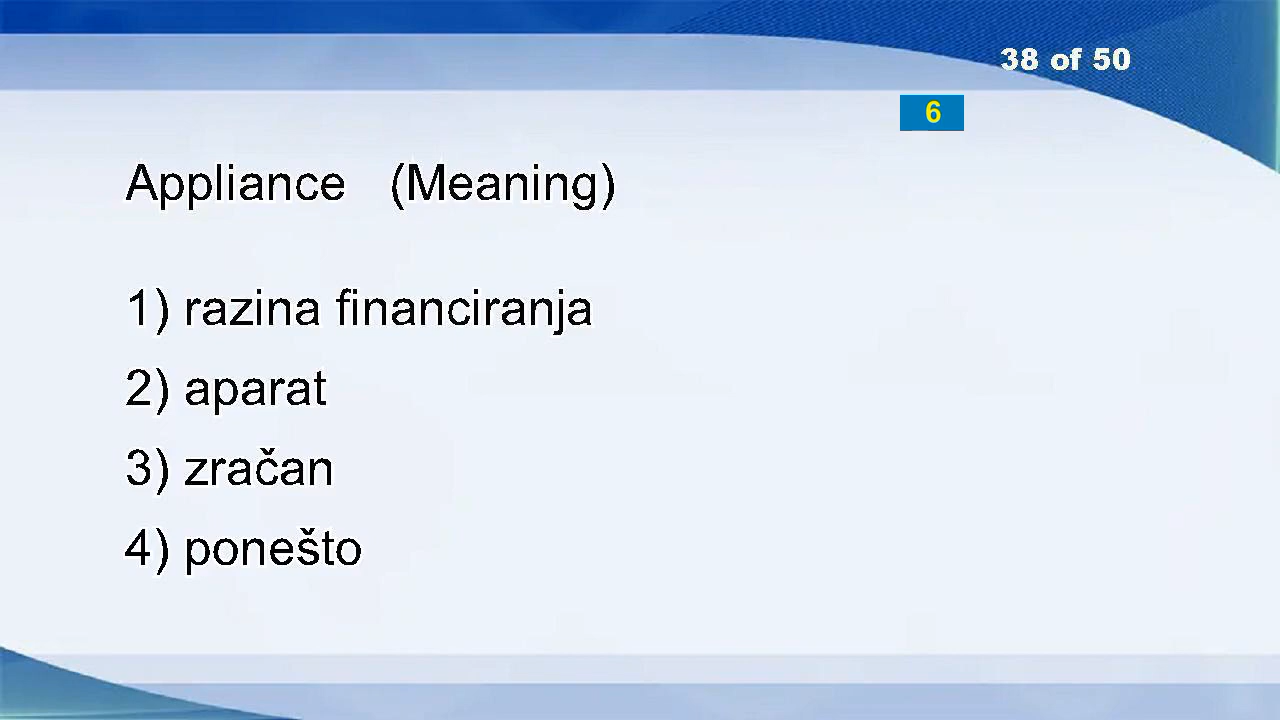 38 of 50
6
Appliance (Meaning)
1) razina financiranja
2) aparat
3) zračan
4) ponešto